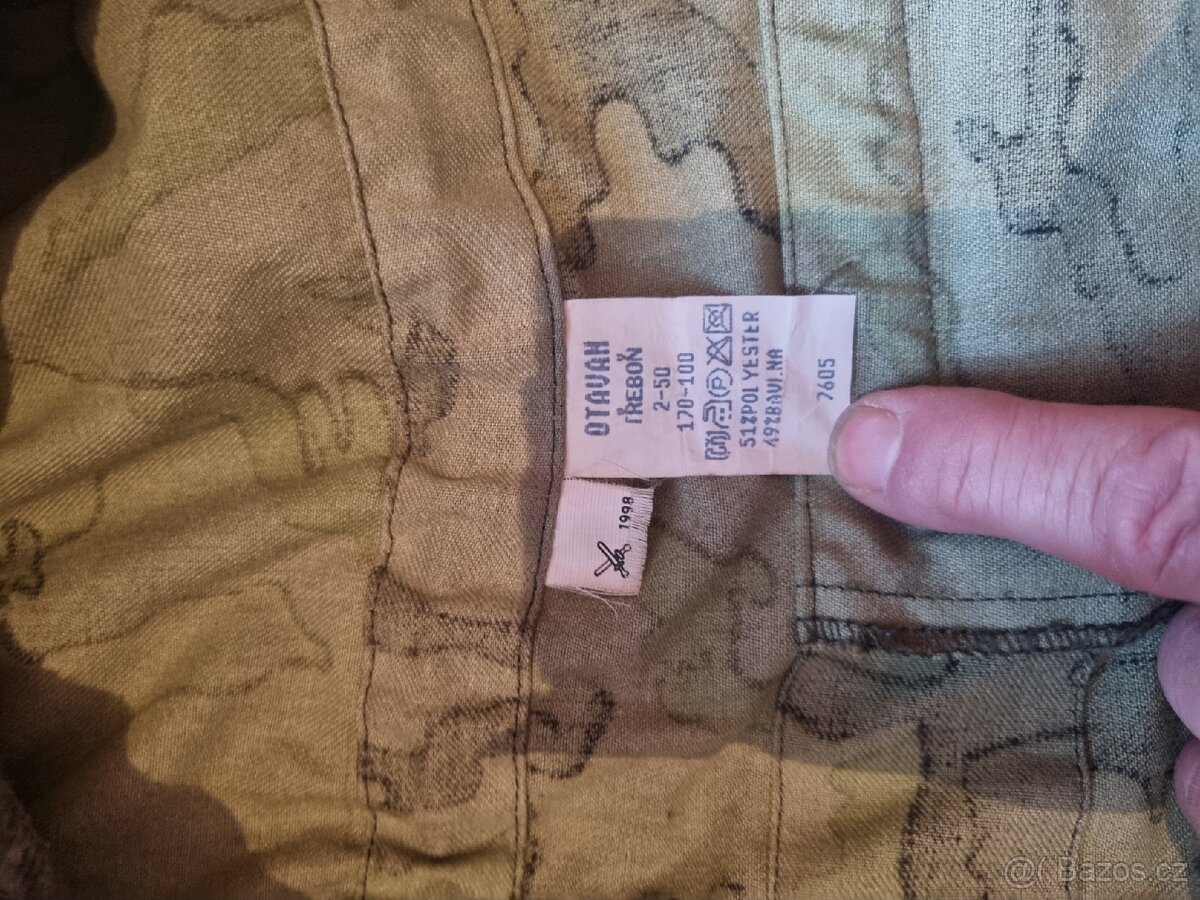 OTAVAN
TŘEBOŇ
2-50
170-100
51%POLYESTER
49%BAVLNA
7605
1998
@( Bazos.cz